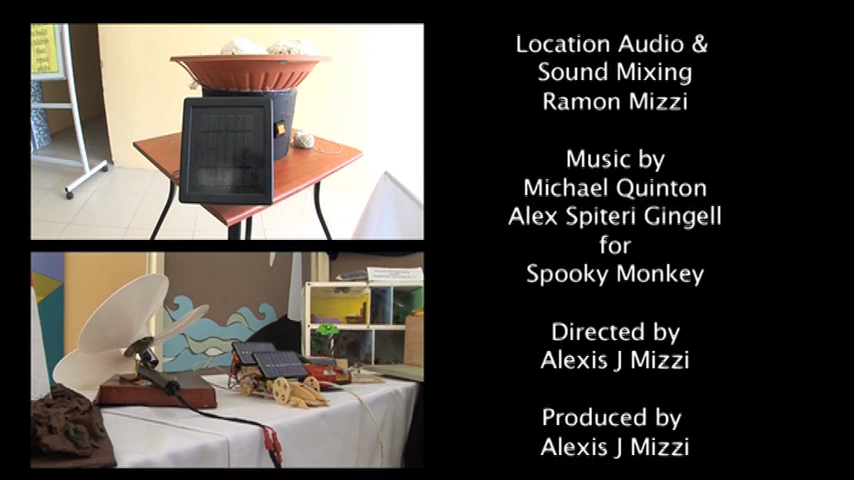 Location Audio &
Sound Mixing
Ramon Mizzi
Music by
Michael Quinton
Alex Spiteri Gingell
for
Spooky Monkey
Directed by
Alexis J Mizzi
Produced by
Alexis J Mizzi